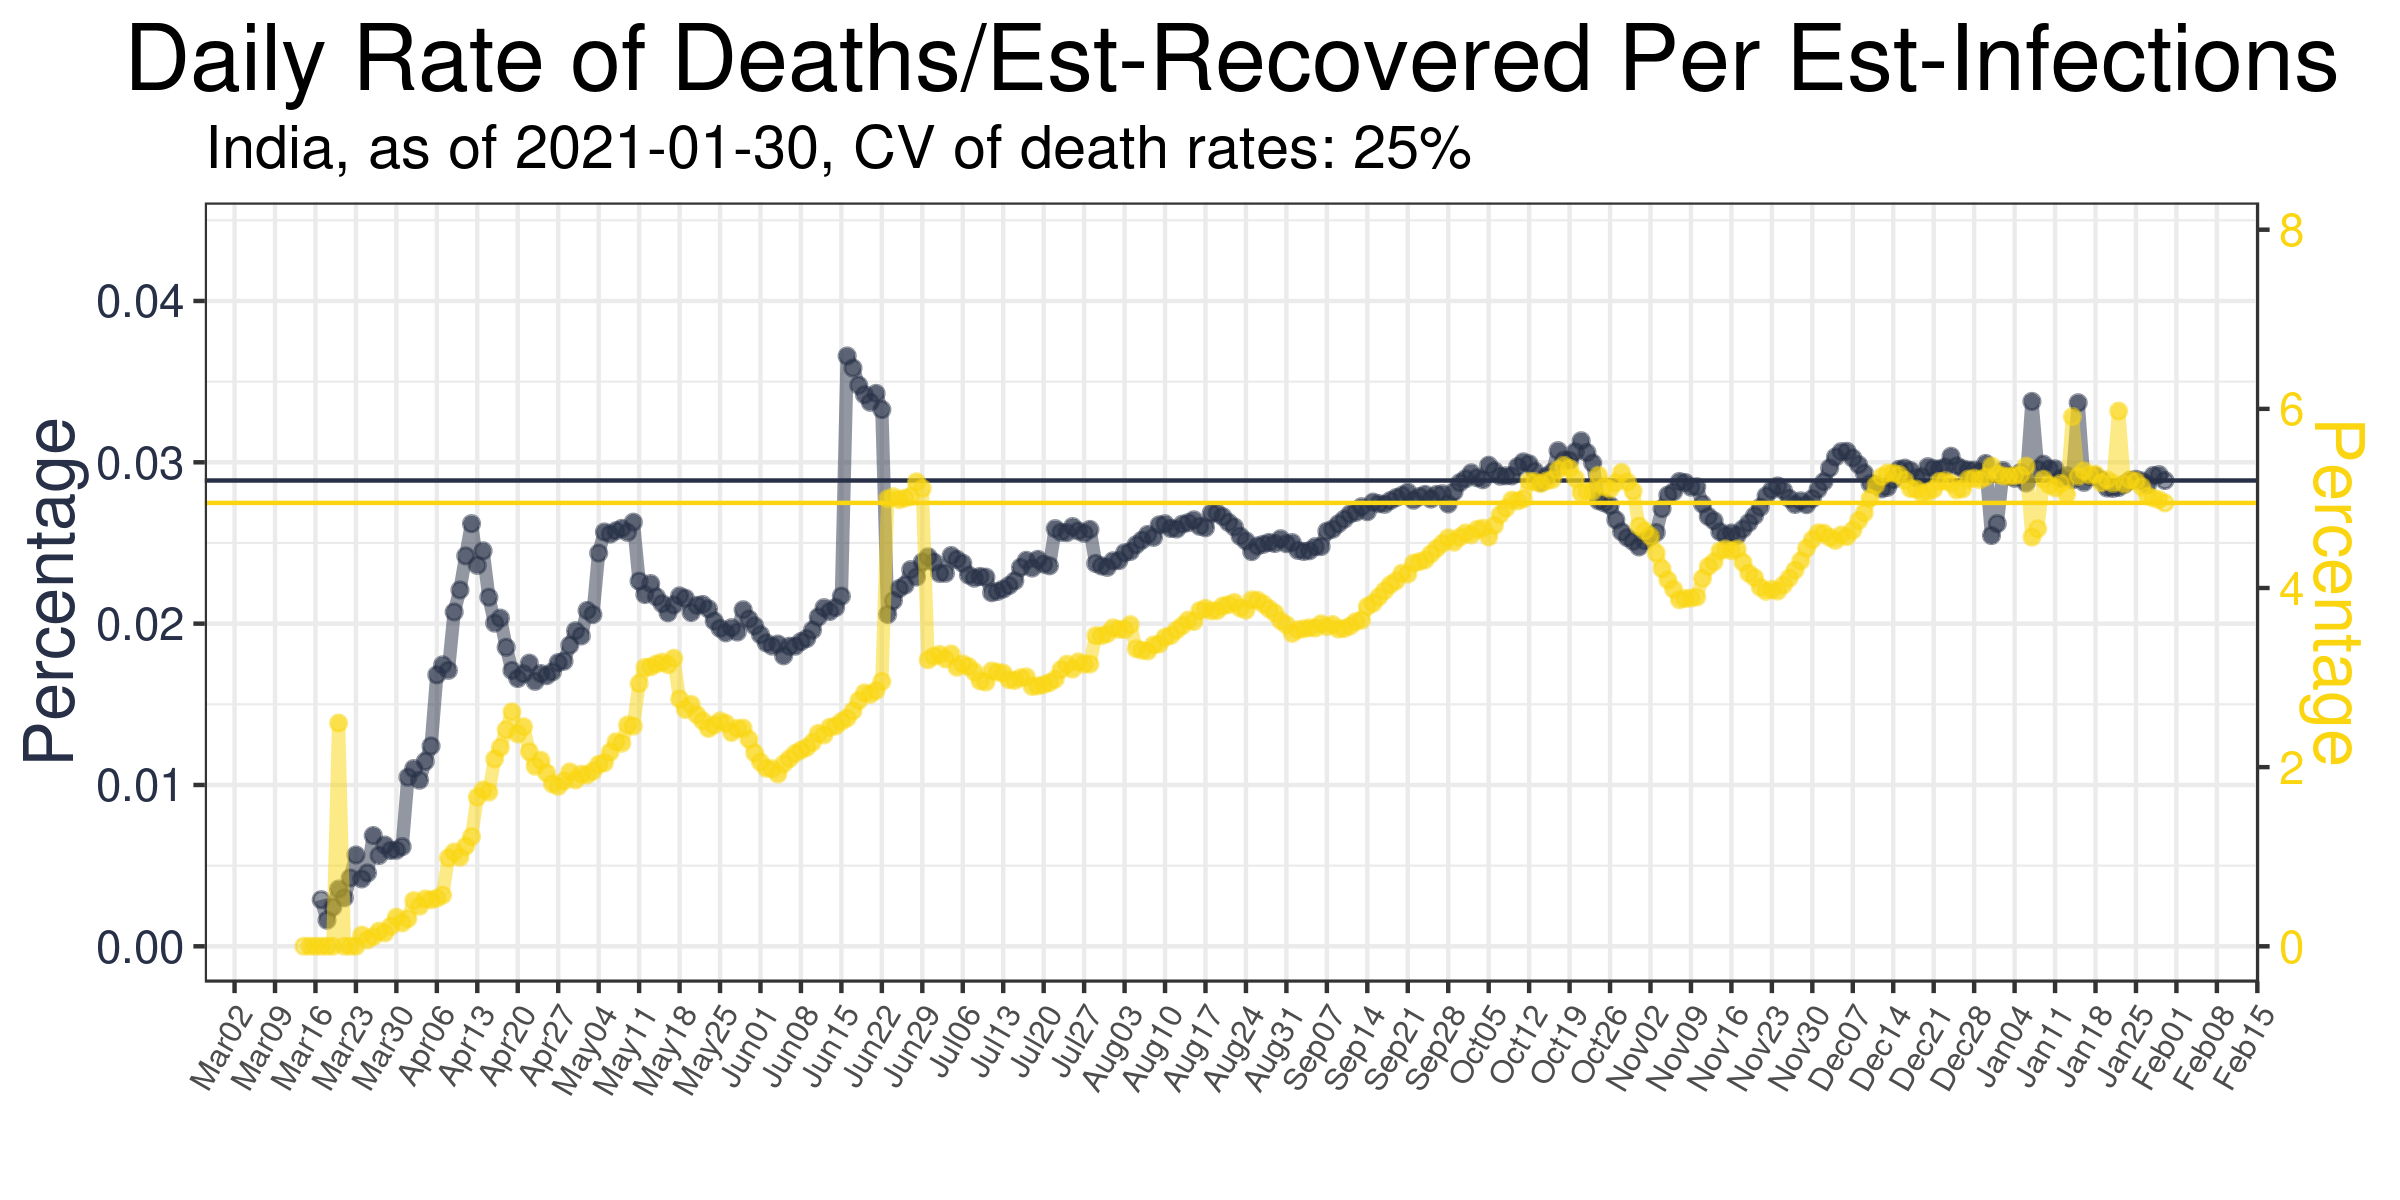 Daily Rate of Deaths/Est-Recovered Per Est-Infections
India, as of 2021-01-30, CV of death rates: 25%
Percentage
0.04
0.03
0.02
0.01
0.00
8
6
4
2
0
Percentage
Mar02 Mar09 Mar16 Mar23 Mar30 Apr06 Apr13 Apr20 Apr27 May04 May11 May18 May25 Jun01 Jun08 Jun15 Jun22 Jun29 Jul06 Jul13 Jul20 Jul27 Aug03 Aug10 Aug17 Aug24 Aug31 Sep07 Sep14 Sep21 Sep28 Oct05 Oct12 Oct19 Oct26 Nov02 Nov09 Nov16 Nov23 Nov30 Dec07 Dec14 Dec21 Dec28 Jan04 Jan11 Jan18 Jan25 Feb01 Feb08 Feb15